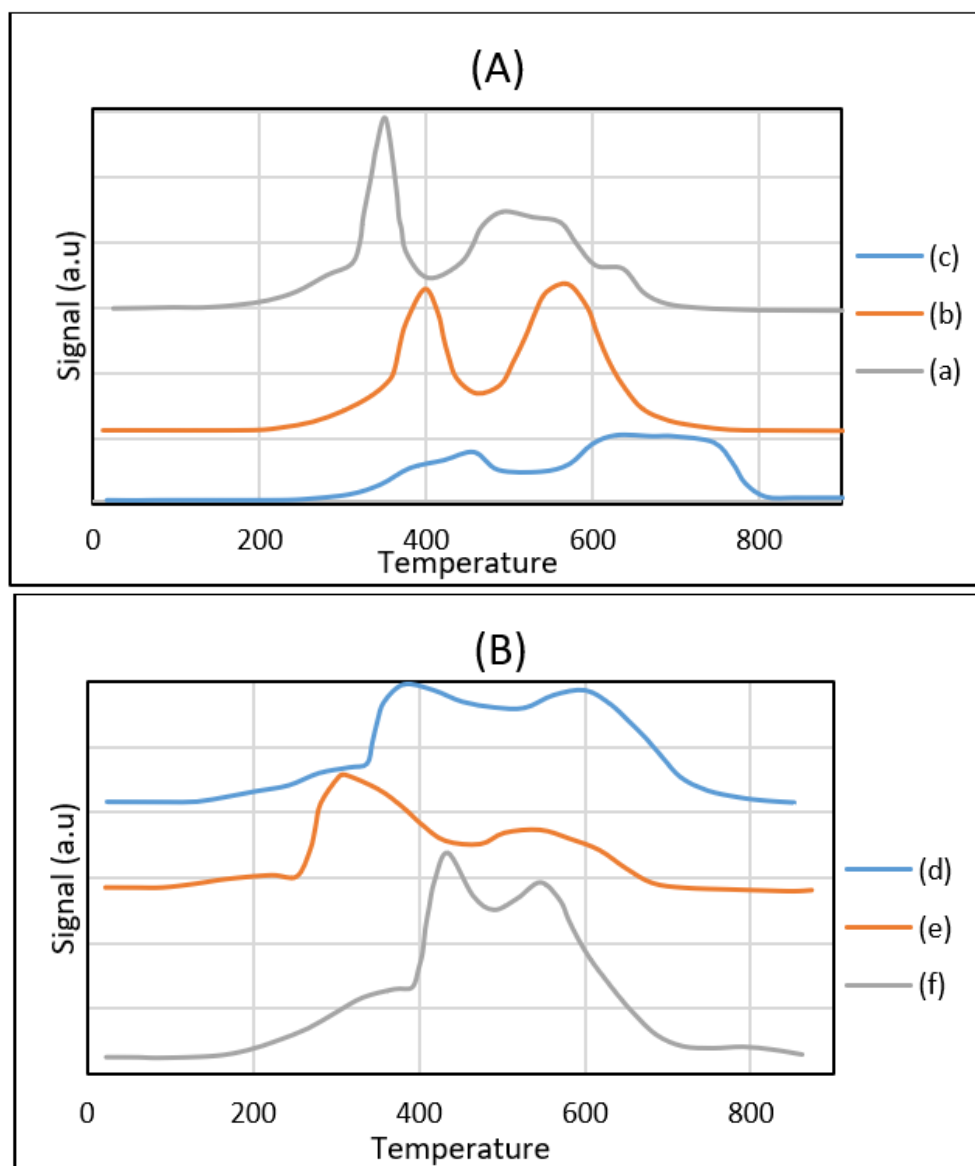 (A)
Signal (a.u)
(c)
(b)
(a)
0 200 400 600 800
Temperature
(B)
Signal (a.u)
(d)
(e)
(f)
0 200 400 600 800
Temperature